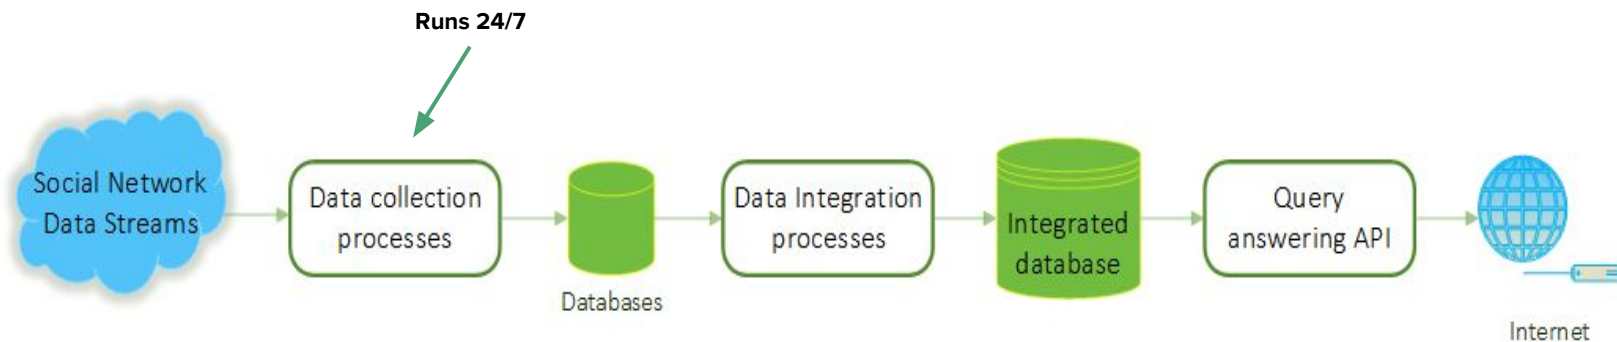 Runs 24/7
Social Network
Data Streams
Data collection
processes
Databases
Data Integration
processes
Integrated
database
Query
answering API
Internet